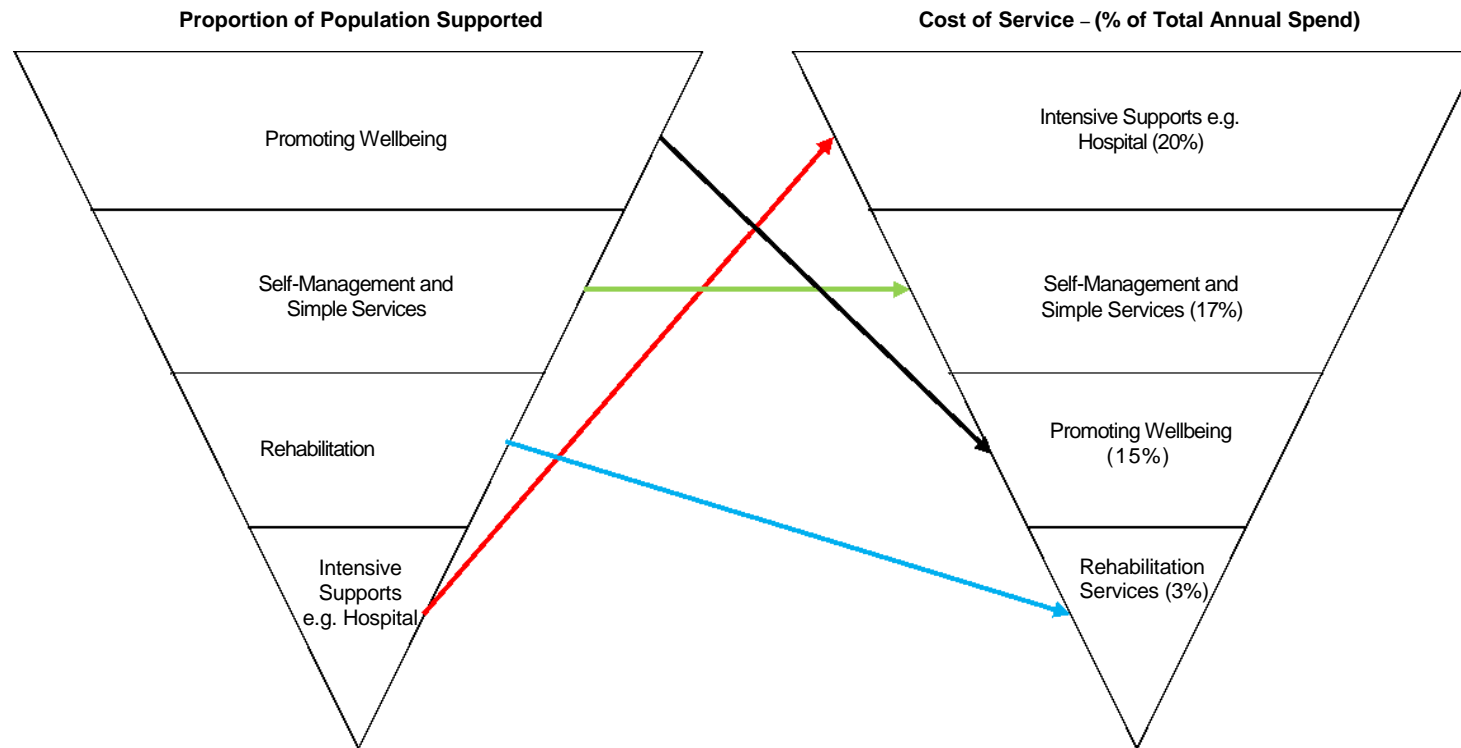 Proportion of Population Supported
Cost of Service – (% of Total Annual Spend)
Promoting Wellbeing
Self-Management and
Simple Services
Rehabilitation
Intensive
Supports
e.g. Hospital
Intensive Supports e.g.
Hospital (20%)
Self-Management and
Simple Services (17%)
Promoting Wellbeing
(15%)
Rehabilitation
Services (3%)